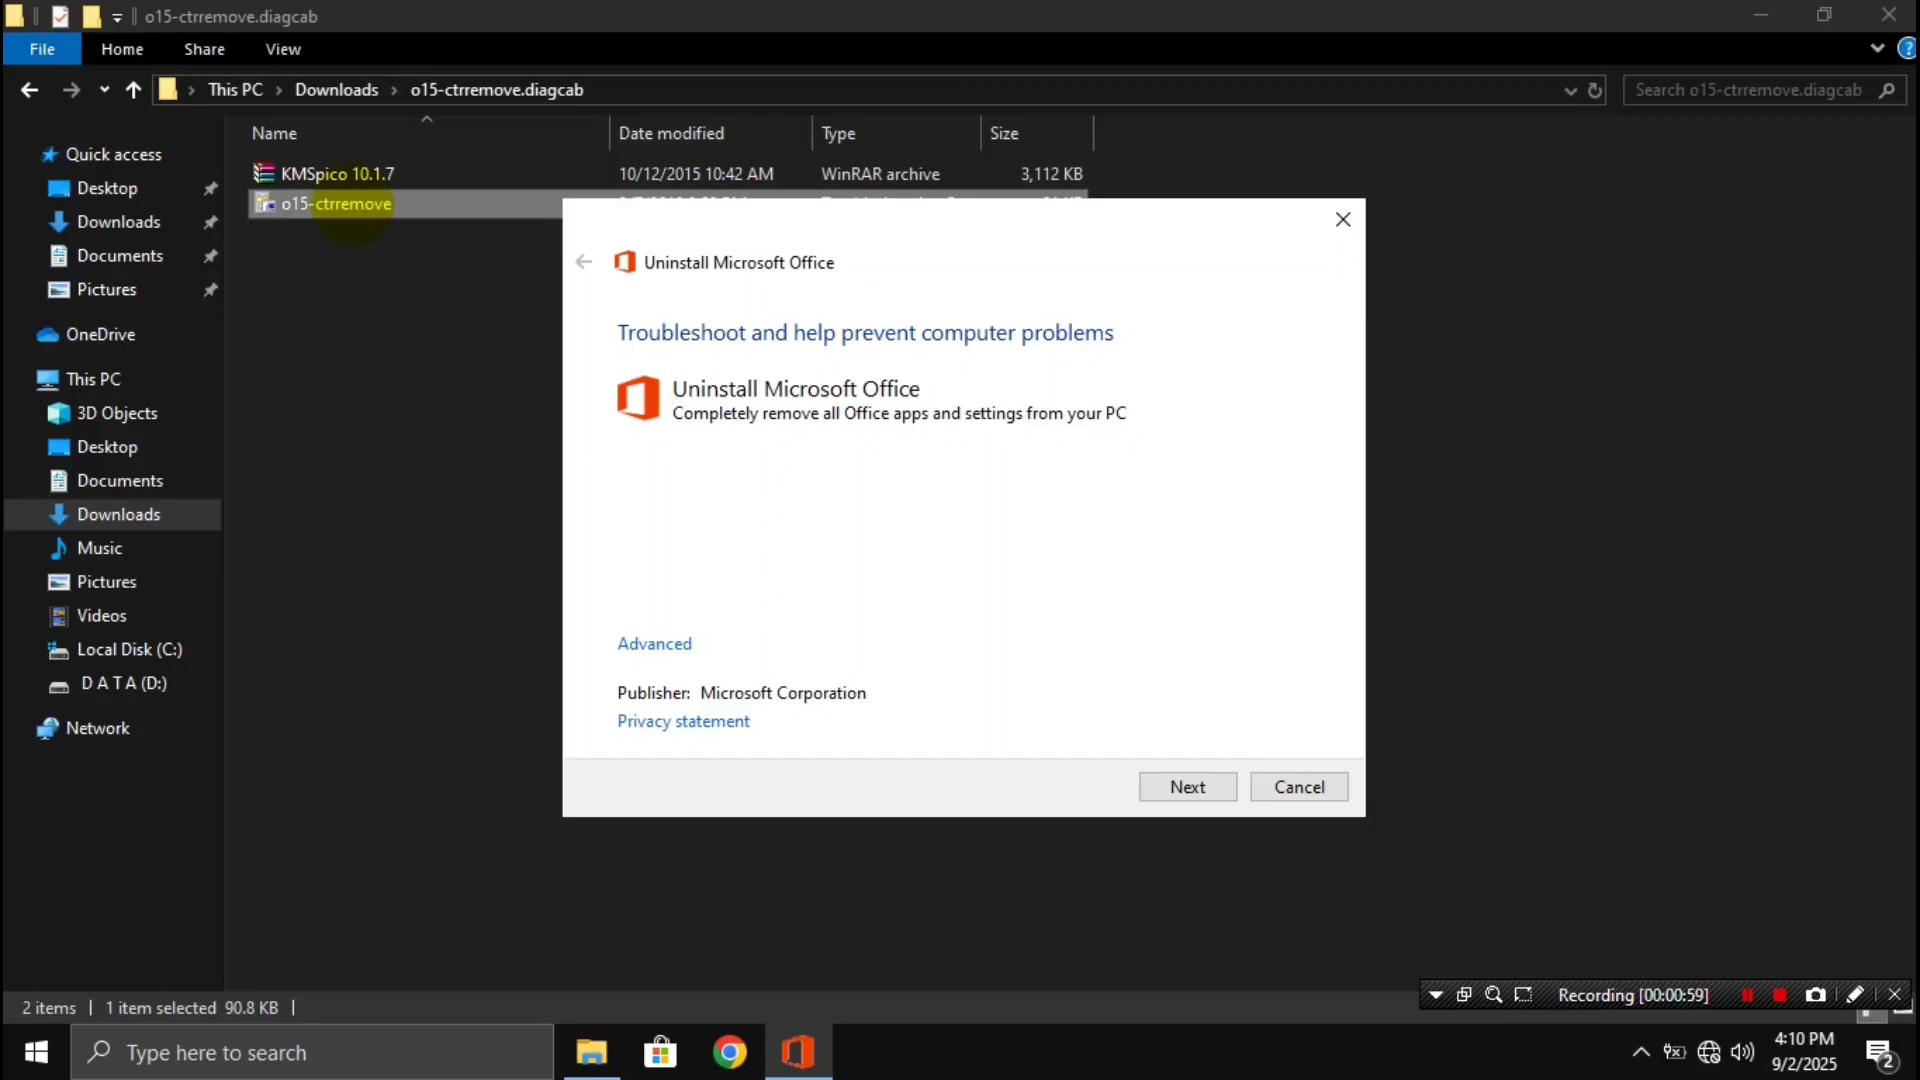 o15-ctrremove.diagcab
File Home Share View
This PC Downloads o15-ctrremove.diagcab
Search o15-ctrremove.diagcab
Name Date modified Type Size
KMSpico 10.1.7 10/12/2015 10:42 AM WinRAR archive 3,112 KB
o15-ctrremove
Quick access
Desktop
Downloads
Documents
Pictures
OneDrive
This PC
3D Objects
Desktop
Documents
Downloads
Music
Pictures
Videos
Local Disk (C:)
D A T A (D:)
Network
Uninstall Microsoft Office
Troubleshoot and help prevent computer problems
Uninstall Microsoft Office
Completely remove all Office apps and settings from your PC
Advanced
Publisher: Microsoft Corporation
Privacy statement
Next Cancel
2 items 1 item selected 90.8 KB
Recording [00:00:59]
Type here to search
4:10 PM
9/2/2025
2